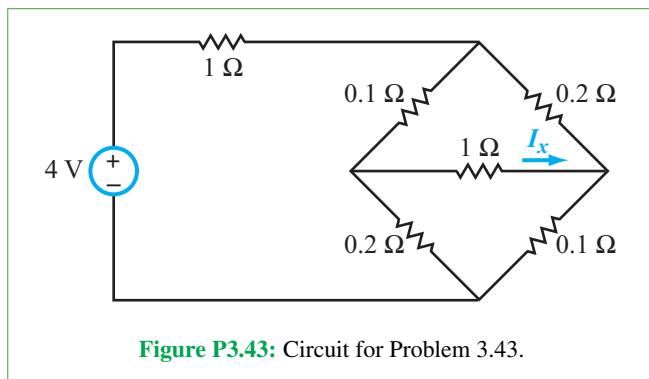 1 Ω
0.1 Ω
0.2 Ω
1 Ω
Ix
4 V
+
−
0.2 Ω
0.1 Ω
Figure P3.43: Circuit for Problem 3.43.